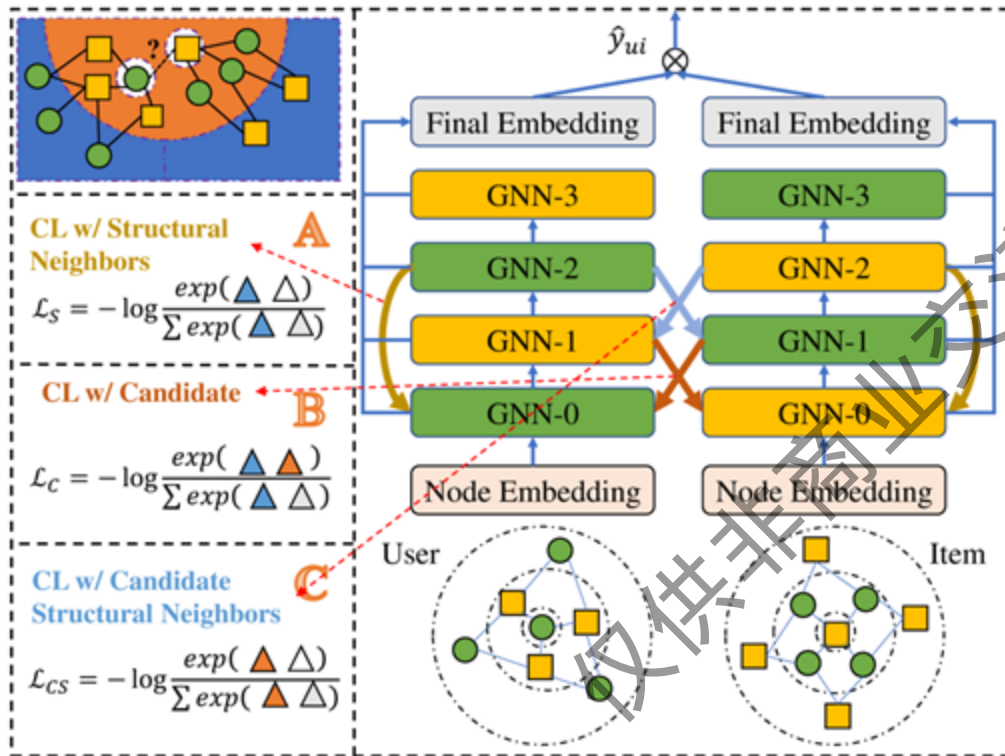 ?
CL w/ Structural
Neighbors
A
ℒ_S = −log exp( ) / ∑ exp( )
CL w/ Candidate
B
ℒ_C = −log exp( ) / ∑ exp( )
CL w/ Candidate
Structural Neighbors
C
ℒ_CS = −log exp( ) / ∑ exp( )
ŷ_ui
⊗
Final Embedding
Final Embedding
GNN-3
GNN-3
GNN-2
GNN-2
GNN-1
GNN-1
GNN-0
GNN-0
Node Embedding
Node Embedding
User
Item
仅供非商业交